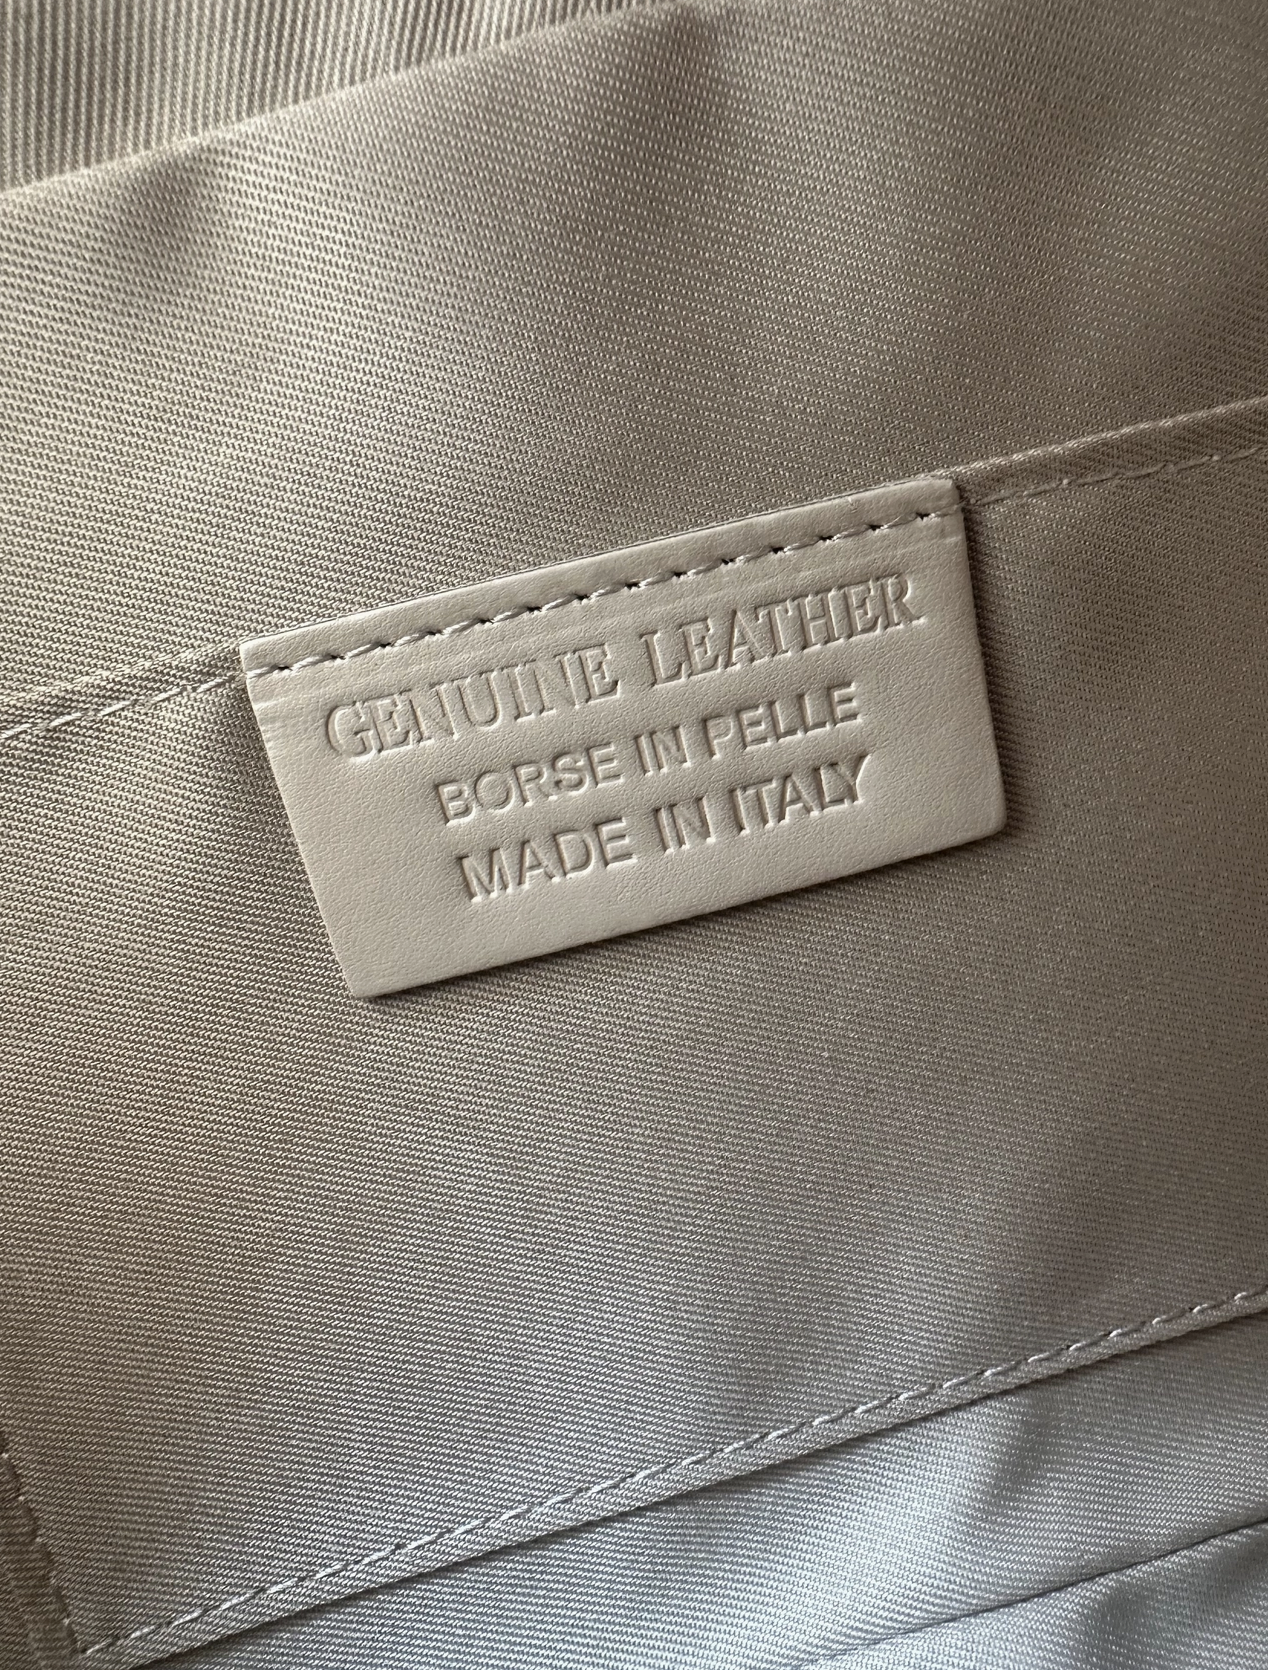 GENUINE LEATHER
BORSE IN PELLE
MADE IN ITALY